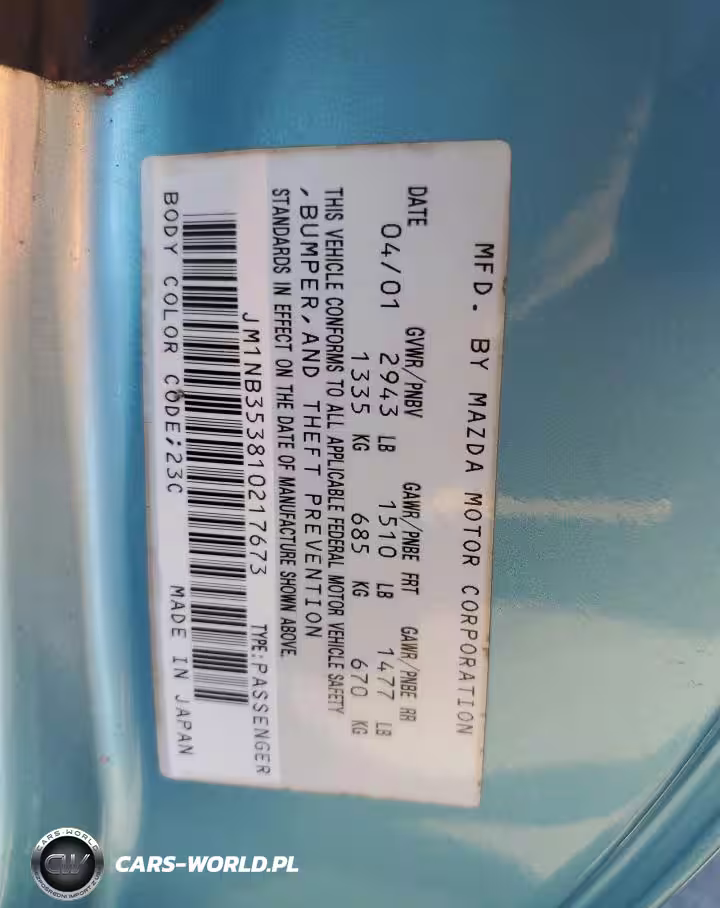 MFD. BY MAZDA MOTOR CORPORATION
DATE GVWR/PNBV GAWR/PNBE FRT GAWR/PNBE RR
04/01 2943 LB 1510 LB 1477 LB
1335 KG 685 KG 670 KG
THIS VEHICLE CONFORMS TO ALL APPLICABLE FEDERAL MOTOR VEHICLE SAFETY
, BUMPER, AND THEFT PREVENTION
STANDARDS IN EFFECT ON THE DATE OF MANUFACTURE SHOWN ABOVE.
JM1NB353810217673 TYPE:PASSENGER
BODY COLOR CODE;23C MADE IN JAPAN
CARS-WORLD
CW
CARS-WORLD.PL